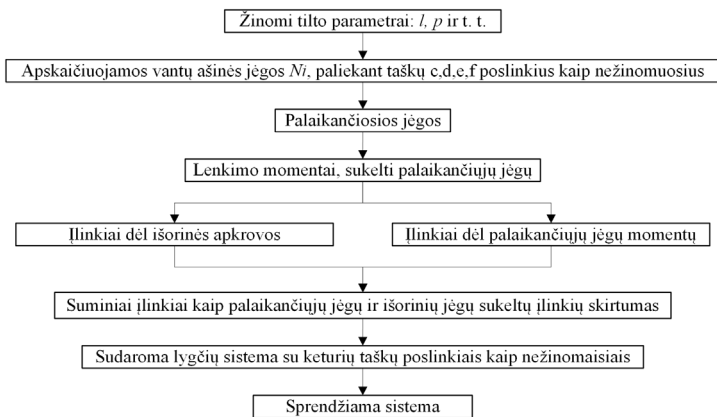 Žinomi tilto parametrai: l, p ir t. t.
Apskaičiuojamos vantų ašinės jėgos Ni, paliekant taškų c,d,e,f poslinkius kaip nežinomuosius
Palaikančiosios jėgos
Lenkimo momentai, sukelti palaikančiųjų jėgų
Įlinkiai dėl išorinės apkrovos
Įlinkiai dėl palaikančiųjų jėgų momentų
Suminiai įlinkiai kaip palaikančiųjų jėgų ir išorinių jėgų sukeltų įlinkių skirtumas
Sudaroma lygčių sistema su keturių taškų poslinkiais kaip nežinomaisiais
Sprendžiama sistema